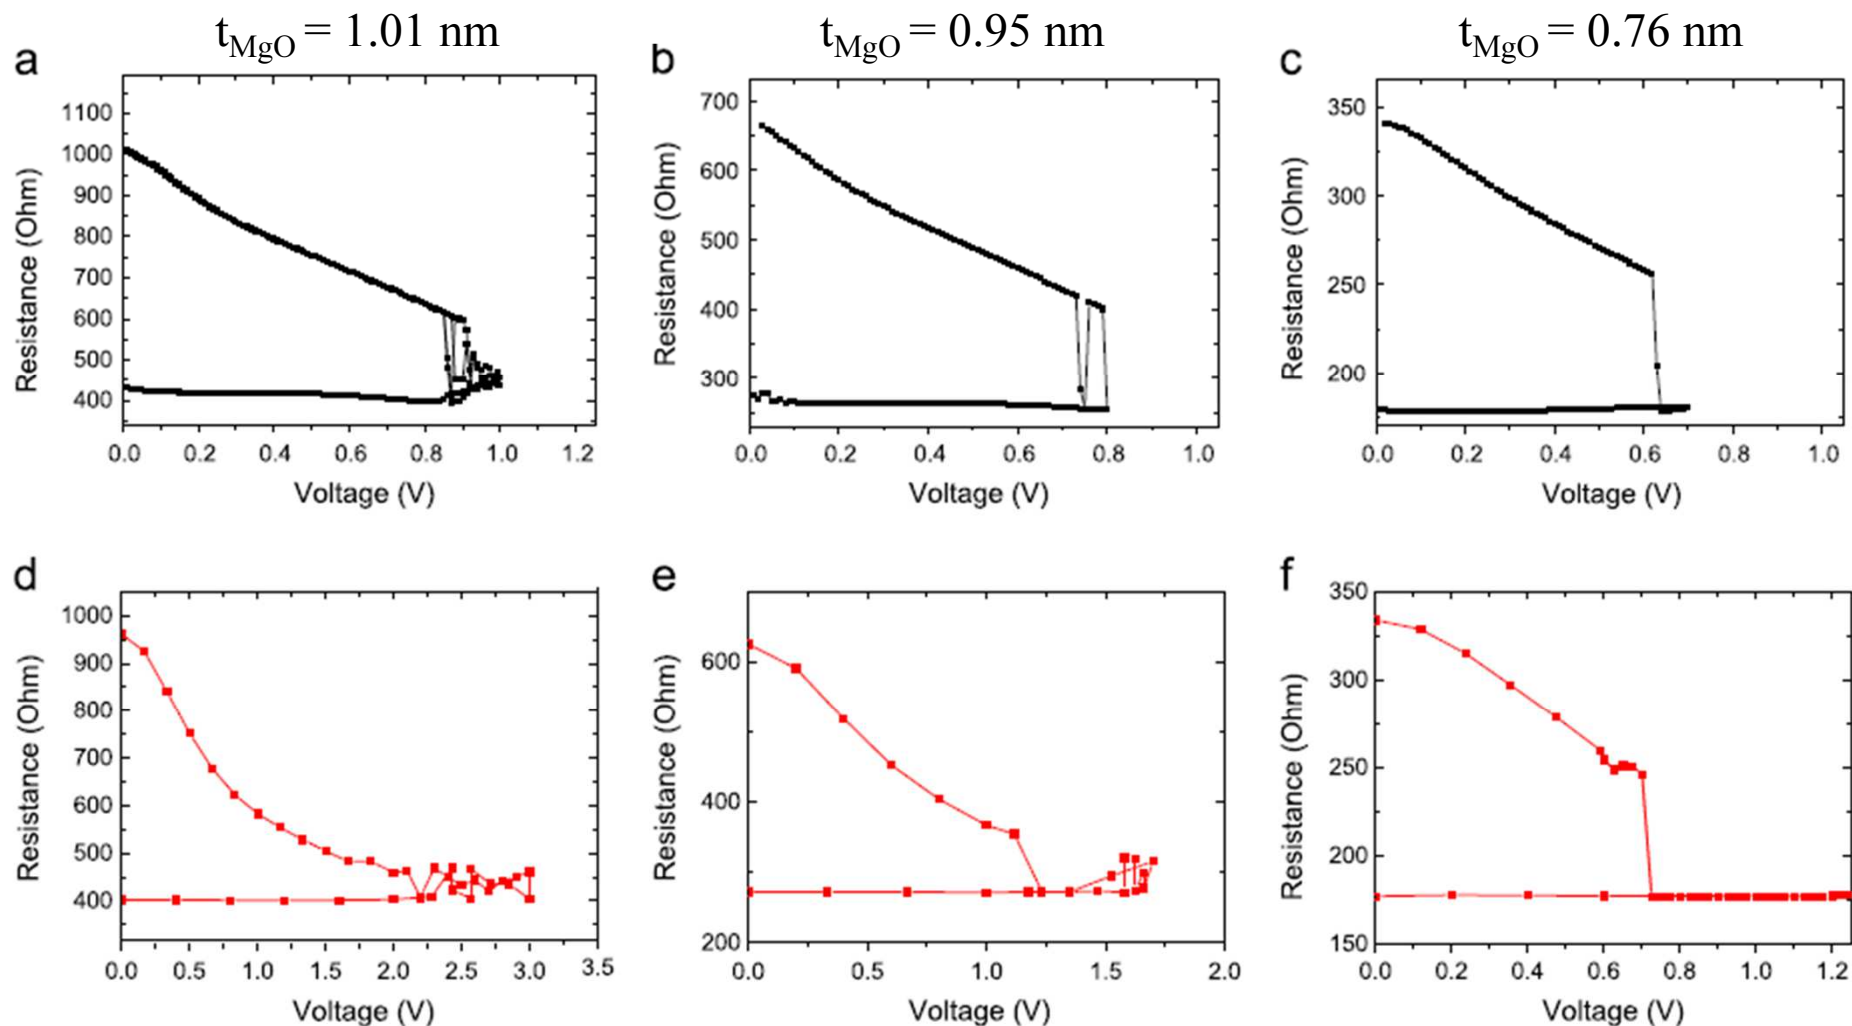 t_MgO = 1.01 nm
t_MgO = 0.95 nm
t_MgO = 0.76 nm
a
1100
1000
900
800
700
600
500
400
Resistance (Ohm)
0.0 0.2 0.4 0.6 0.8 1.0 1.2
Voltage (V)
b
700
600
500
400
300
Resistance (Ohm)
0.0 0.2 0.4 0.6 0.8 1.0
Voltage (V)
c
350
300
250
200
Resistance (Ohm)
0.0 0.2 0.4 0.6 0.8 1.0
Voltage (V)
d
1000
900
800
700
600
500
400
Resistance (Ohm)
0.0 0.5 1.0 1.5 2.0 2.5 3.0 3.5
Voltage (V)
e
600
400
200
Resistance (Ohm)
0.0 0.5 1.0 1.5 2.0
Voltage (V)
f
350
300
250
200
150
Resistance (Ohm)
0.0 0.2 0.4 0.6 0.8 1.0 1.2
Voltage (V)